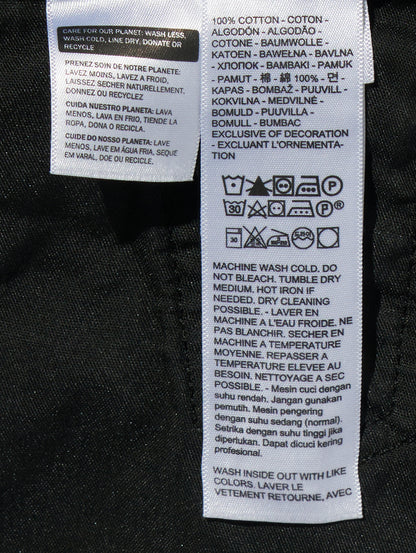 CARE FOR OUR PLANET: WASH LESS,
WASH COLD, LINE DRY, DONATE OR
RECYCLE
PRENEZ SOIN DE NOTRE PLANETE:
LAVEZ MOINS, LAVEZ A FROID,
LAISSEZ SECHER NATURELLEMENT.
DONNEZ OU RECYCLEZ
CUIDA NUESTRO PLANETA: LAVA
MENOS, LAVA EN FRIO, TIENDE LA
ROPA, DONA O RECICLA.
CUIDE DO NOSSO PLANETA: LAVE
MENOS, LAVE EM ÁGUA FRIA, SEQUE
EM VARAL, DOE OU RECICLE.
100% COTTON - COTON -
ALGODÓN - ALGODÃO -
COTONE - BAUMWOLLE -
KATOEN - BAWEŁNA - BAVLNA
- ХЛОПОК - ΒΑΜΒΑΚΙ - PAMUK
- PAMUT - 棉 - 綿 100% - 면 -
KAPAS - BOMBAŽ - PUUVILL -
KOKVILNA - MEDVILNĖ -
BOMULD - PUUVILLA -
BOMULL - BUMBAC
EXCLUSIVE OF DECORATION
- EXCLUANT L'ORNEMENTA-
TION
P
30
P
30
MACHINE WASH COLD. DO
NOT BLEACH. TUMBLE DRY
MEDIUM. HOT IRON IF
NEEDED. DRY CLEANING
POSSIBLE. - LAVER EN
MACHINE A L'EAU FROIDE. NE
PAS BLANCHIR. SECHER EN
MACHINE A TEMPERATURE
MOYENNE. REPASSER A
TEMPERATURE ELEVEE AU
BESOIN. NETTOYAGE A SEC
POSSIBLE. - Mesin cuci dengan
suhu rendah. Jangan gunakan
pemutih. Mesin pengering
dengan suhu sedang (normal).
Setrika dengan suhu tinggi jika
diperlukan. Dapat dicuci kering
profesional.
WASH INSIDE OUT WITH LIKE
COLORS. LAVER LE
VETEMENT RETOURNE, AVEC